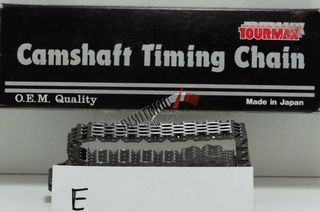 TOURMAX
Camshaft Timing Chain
O.E.M. Quality
Made in Japan
E